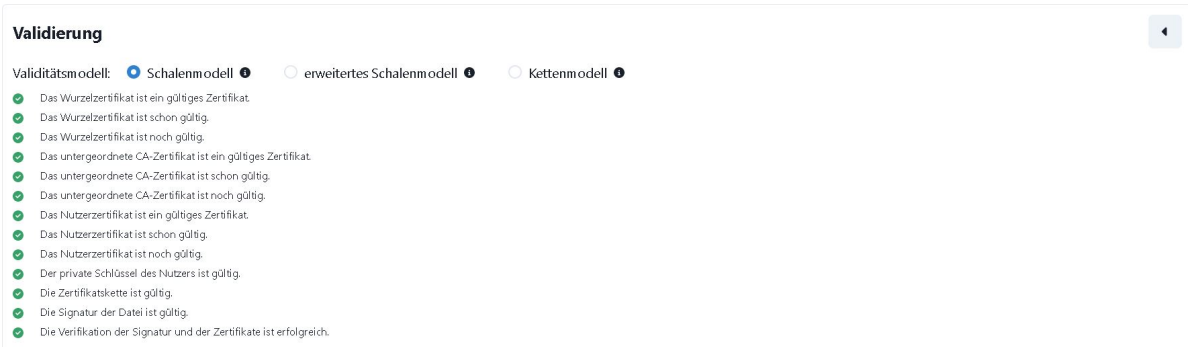 Validierung
Validitätsmodell: Schalenmodell erweitertes Schalenmodell Kettenmodell
Das Wurzelzertifikat ist ein gültiges Zertifikat.
Das Wurzelzertifikat ist schon gültig.
Das Wurzelzertifikat ist noch gültig.
Das untergeordnete CA-Zertifikat ist ein gültiges Zertifikat.
Das untergeordnete CA-Zertifikat ist schon gültig.
Das untergeordnete CA-Zertifikat ist noch gültig.
Das Nutzerzertifikat ist ein gültiges Zertifikat.
Das Nutzerzertifikat ist schon gültig.
Das Nutzerzertifikat ist noch gültig.
Der private Schlüssel des Nutzers ist gültig.
Die Zertifikatskette ist gültig.
Die Signatur der Datei ist gültig.
Die Verifikation der Signatur und der Zertifikate ist erfolgreich.